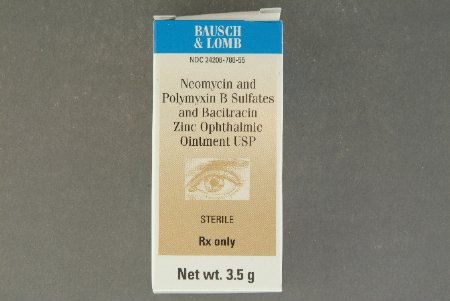 BAUSCH
& LOMB
NDC 24208-780-55
Neomycin and
Polymyxin B Sulfates
and Bacitracin
Zinc Ophthalmic
Ointment USP
STERILE
Rx only
Net wt. 3.5 g